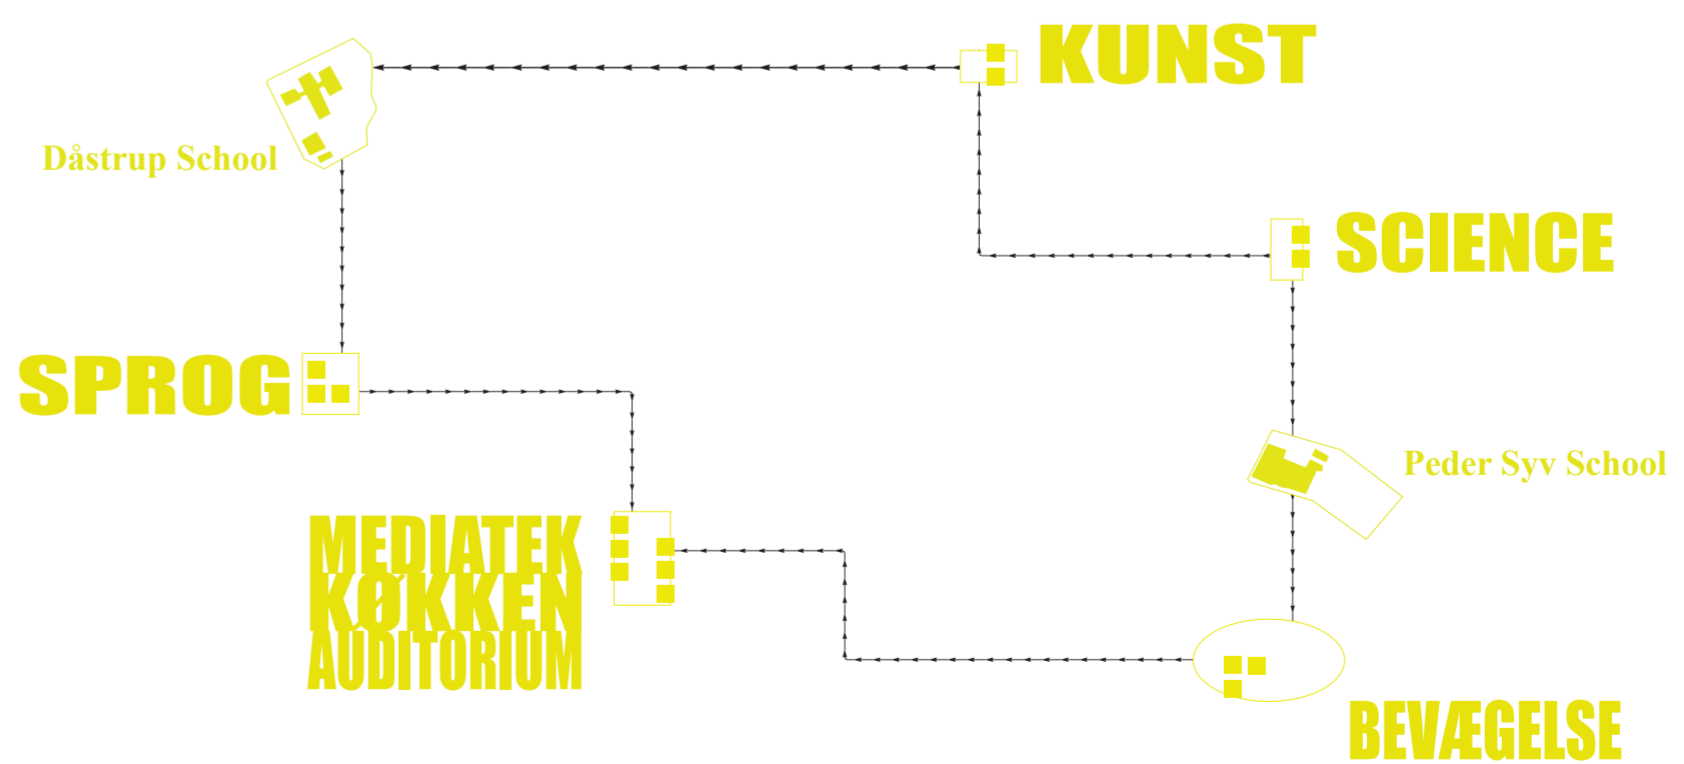 KUNST
Dåstrup School
SCIENCE
SPROG
Peder Syv School
MEDIATEK
KØKKEN
AUDITORIUM
BEVÆGELSE